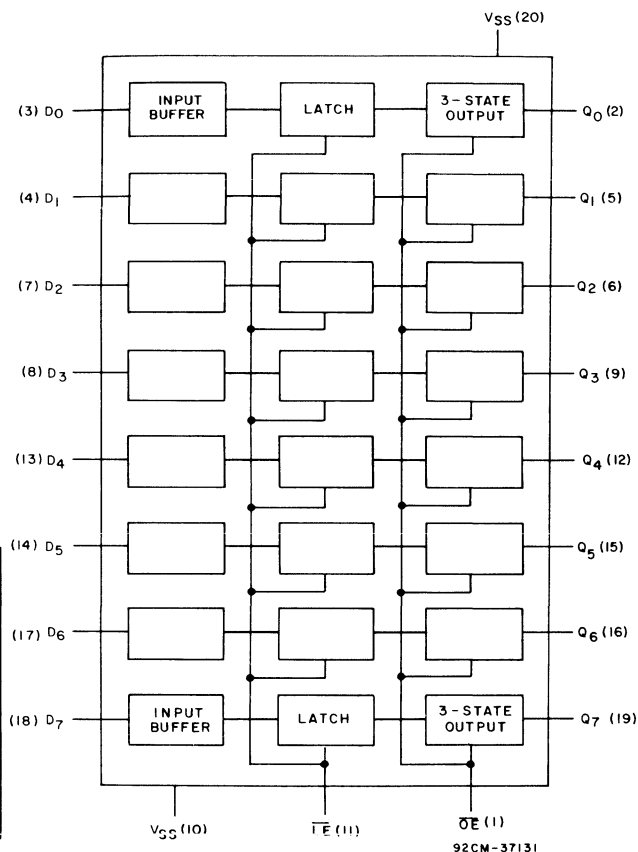 VSS(20)
(3) D0 INPUT BUFFER LATCH 3-STATE OUTPUT Q0(2)
(4) D1 Q1(5)
(7) D2 Q2(6)
(8) D3 Q3(9)
(13) D4 Q4(12)
(14) D5 Q5(15)
(17) D6 Q6(16)
(18) D7 INPUT BUFFER LATCH 3-STATE OUTPUT Q7(19)
VSS(10) L̅E̅(11) O̅E̅(1)
92CM-37131